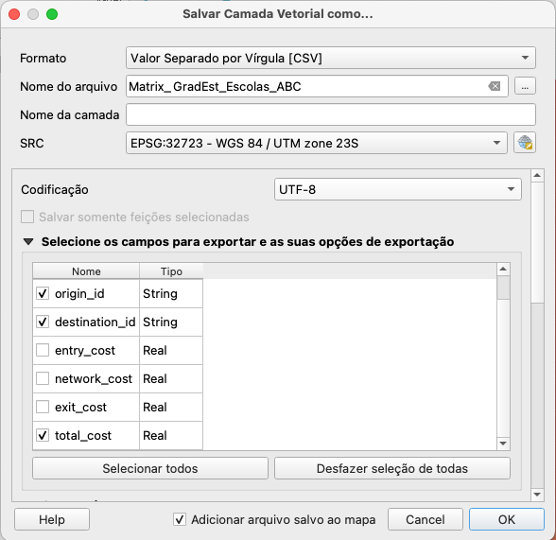 Salvar Camada Vetorial como...
Formato Valor Separado por Vírgula [CSV]
Nome do arquivo Matrix_GradEst_Escolas_ABC ...
Nome da camada
SRC EPSG:32723 - WGS 84 / UTM zone 23S
Codificação UTF-8
Salvar somente feições selecionadas
Selecione os campos para exportar e as suas opções de exportação
Nome Tipo
origin_id String
destination_id String
entry_cost Real
network_cost Real
exit_cost Real
total_cost Real
Selecionar todos Desfazer seleção de todas
Help Adicionar arquivo salvo ao mapa Cancel OK